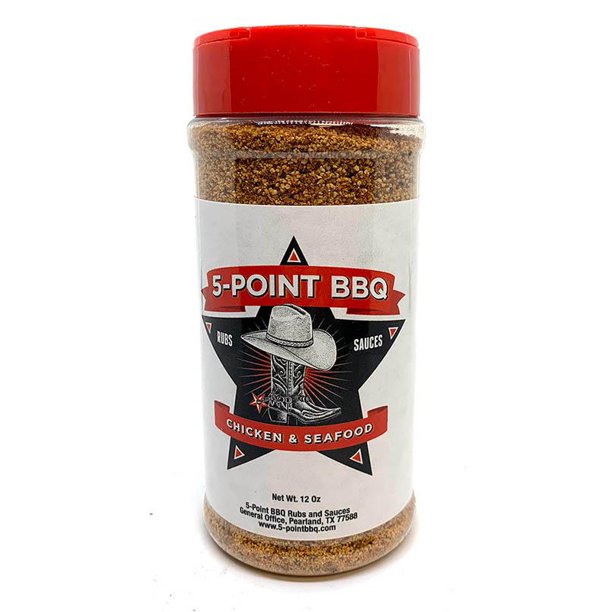 5-POINT BBQ
RUBS
SAUCES
CHICKEN & SEAFOOD
Net Wt. 12 Oz
5-Point BBQ Rubs and Sauces
General Office, Pearland, TX 77588
www.5-pointbbq.com